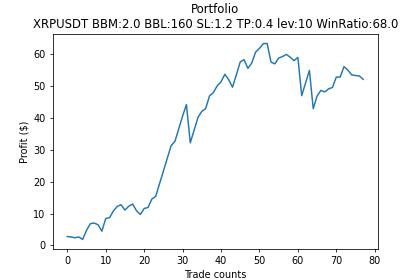 Portfolio
XRPUSDT BBM:2.0 BBL:160 SL:1.2 TP:0.4 lev:10 WinRatio:68.0
60
50
40
30
20
10
0
Profit ($)
0 10 20 30 40 50 60 70 80
Trade counts